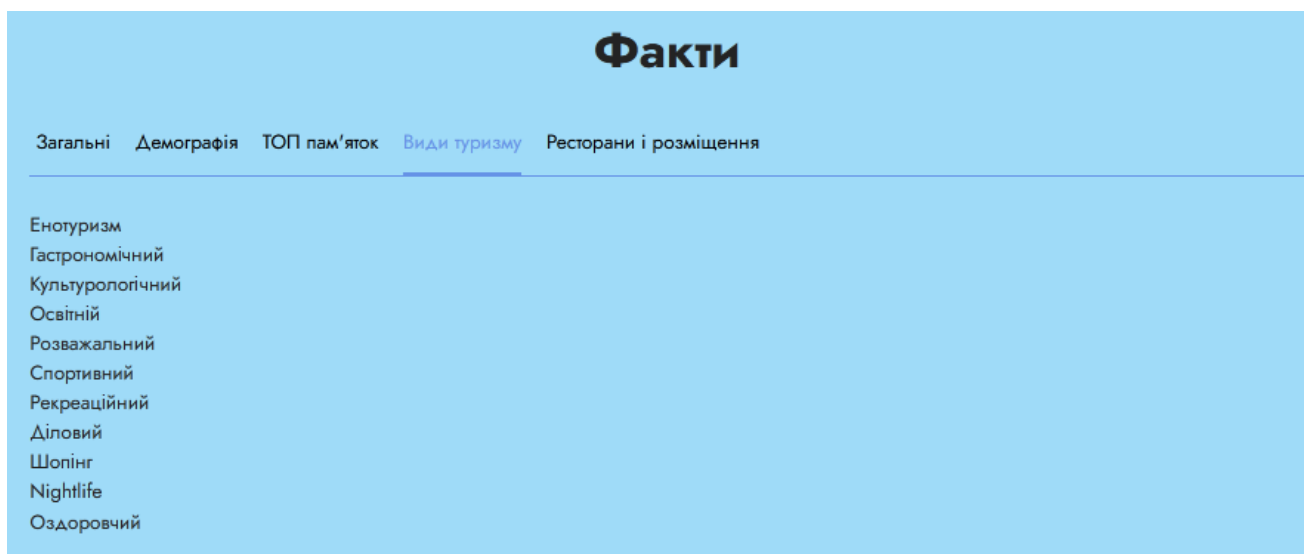 Факти
Загальні Демографія ТОП пам'яток Види туризму Ресторани і розміщення
Енотуризм
Гастрономічний
Культурологічний
Освітній
Розважальний
Спортивний
Рекреаційний
Діловий
Шопінг
Nightlife
Оздоровчий